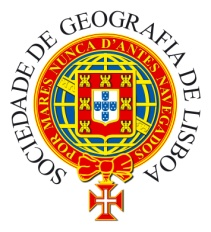 SOCIEDADE DE GEOGRAFIA DE LISBOA
POR MARES NUNCA D'ANTES NAVEGADOS